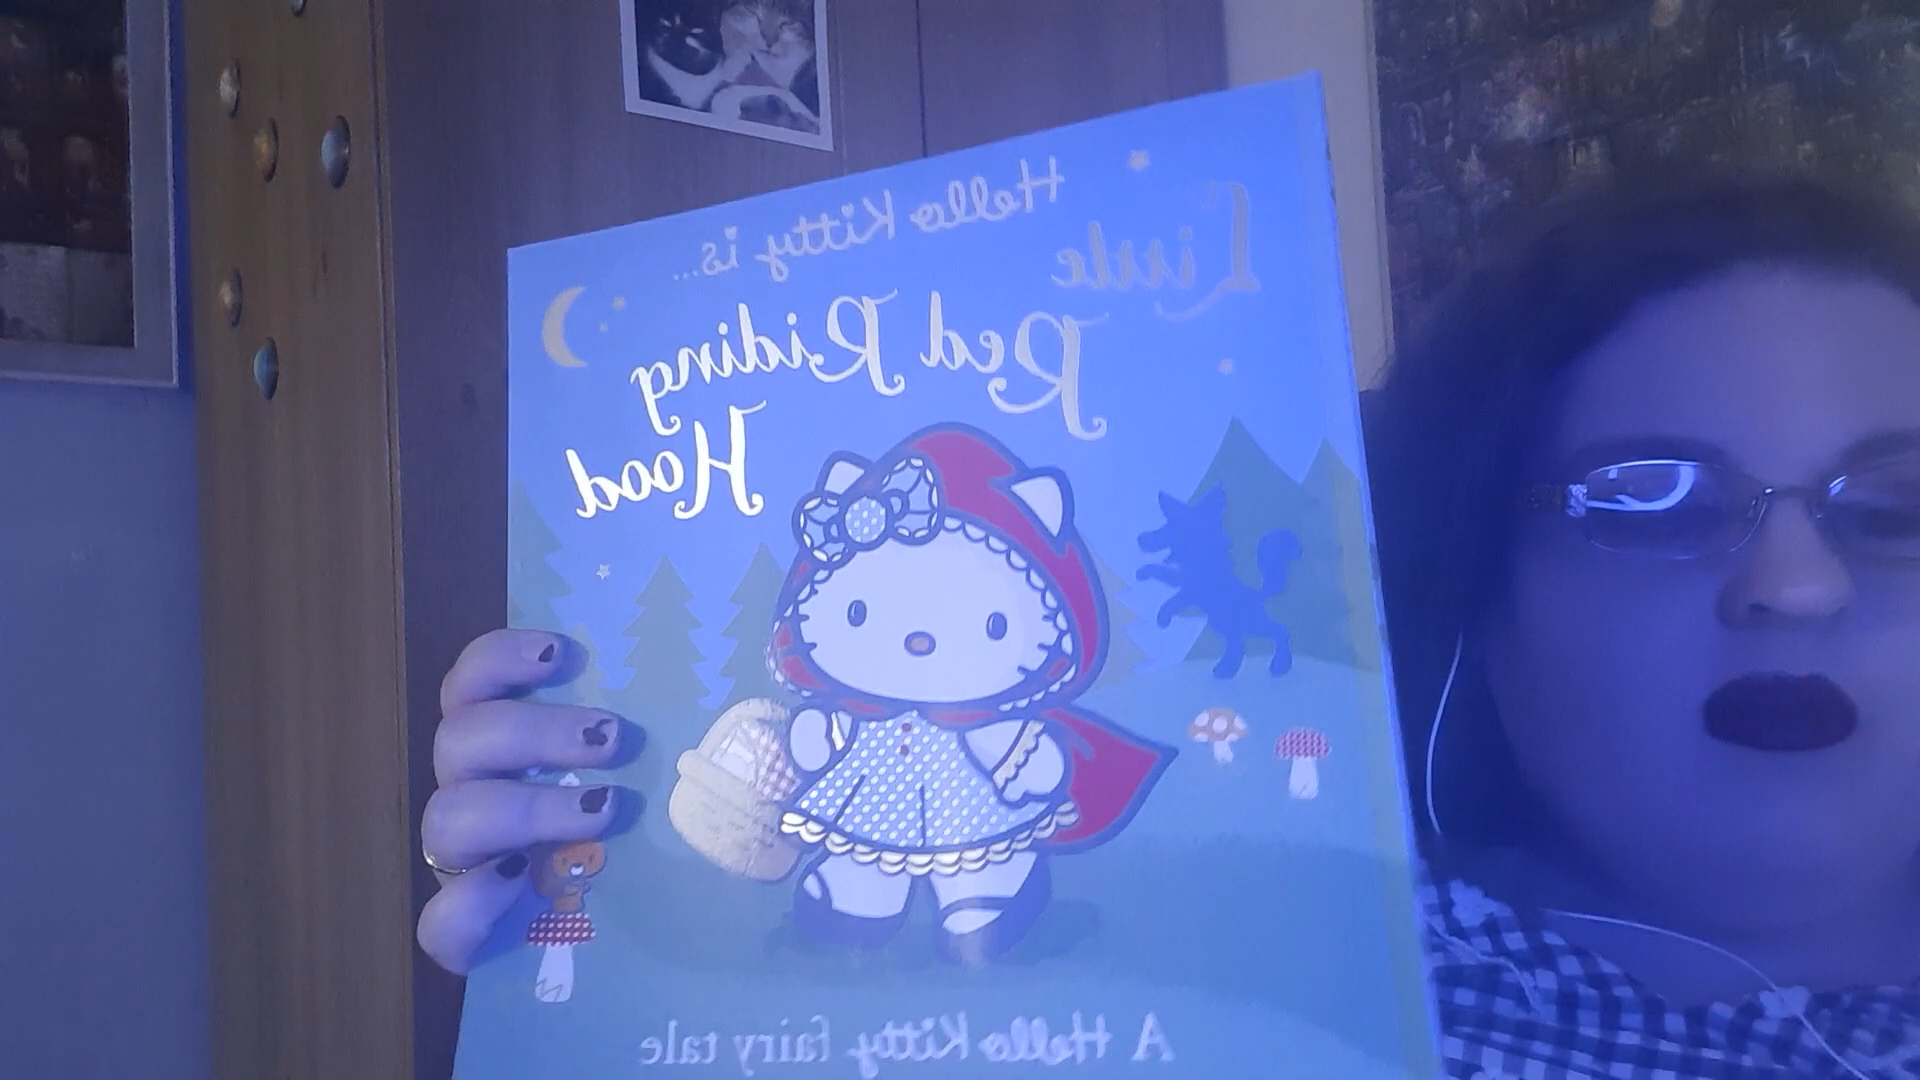 Hello Kitty is...
Little
Red Riding
Hood
A Hello Kitty fairy tale